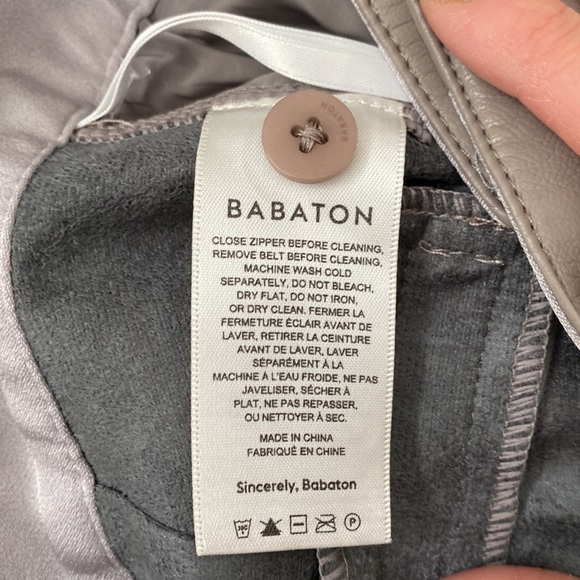 BABATON
BABATON
CLOSE ZIPPER BEFORE CLEANING,
REMOVE BELT BEFORE CLEANING,
MACHINE WASH COLD
SEPARATELY, DO NOT BLEACH,
DRY FLAT, DO NOT IRON,
OR DRY CLEAN. FERMER LA
FERMETURE ÉCLAIR AVANT DE
LAVER, RETIRER LA CEINTURE
AVANT DE LAVER, LAVER
SÉPARÉMENT À LA
MACHINE À L'EAU FROIDE, NE PAS
JAVELISER, SÉCHER À
PLAT, NE PAS REPASSER,
OU NETTOYER À SEC.
MADE IN CHINA
FABRIQUÉ EN CHINE
Sincerely, Babaton
P